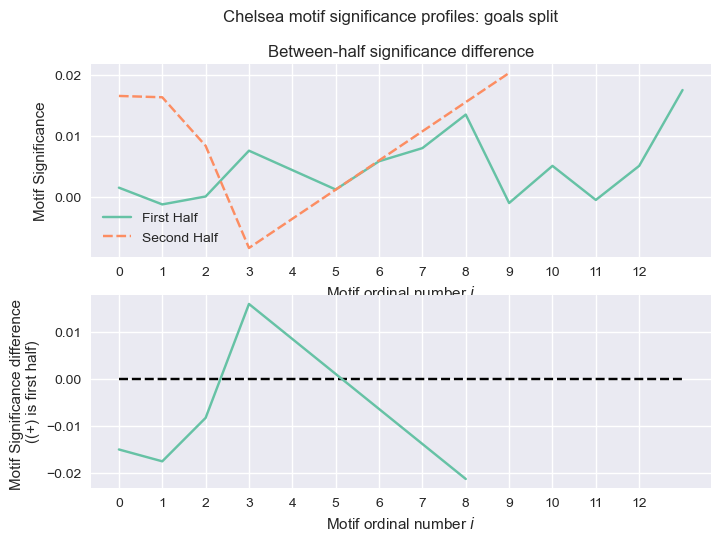 Chelsea motif significance profiles: goals split
Between-half significance difference
Motif Significance
0.02
0.01
0.00
First Half
Second Half
0 1 2 3 4 5 6 7 8 9 10 11 12
Motif ordinal number i
Motif Significance difference
((+) is first half)
0.01
0.00
−0.01
−0.02
0 1 2 3 4 5 6 7 8 9 10 11 12
Motif ordinal number i